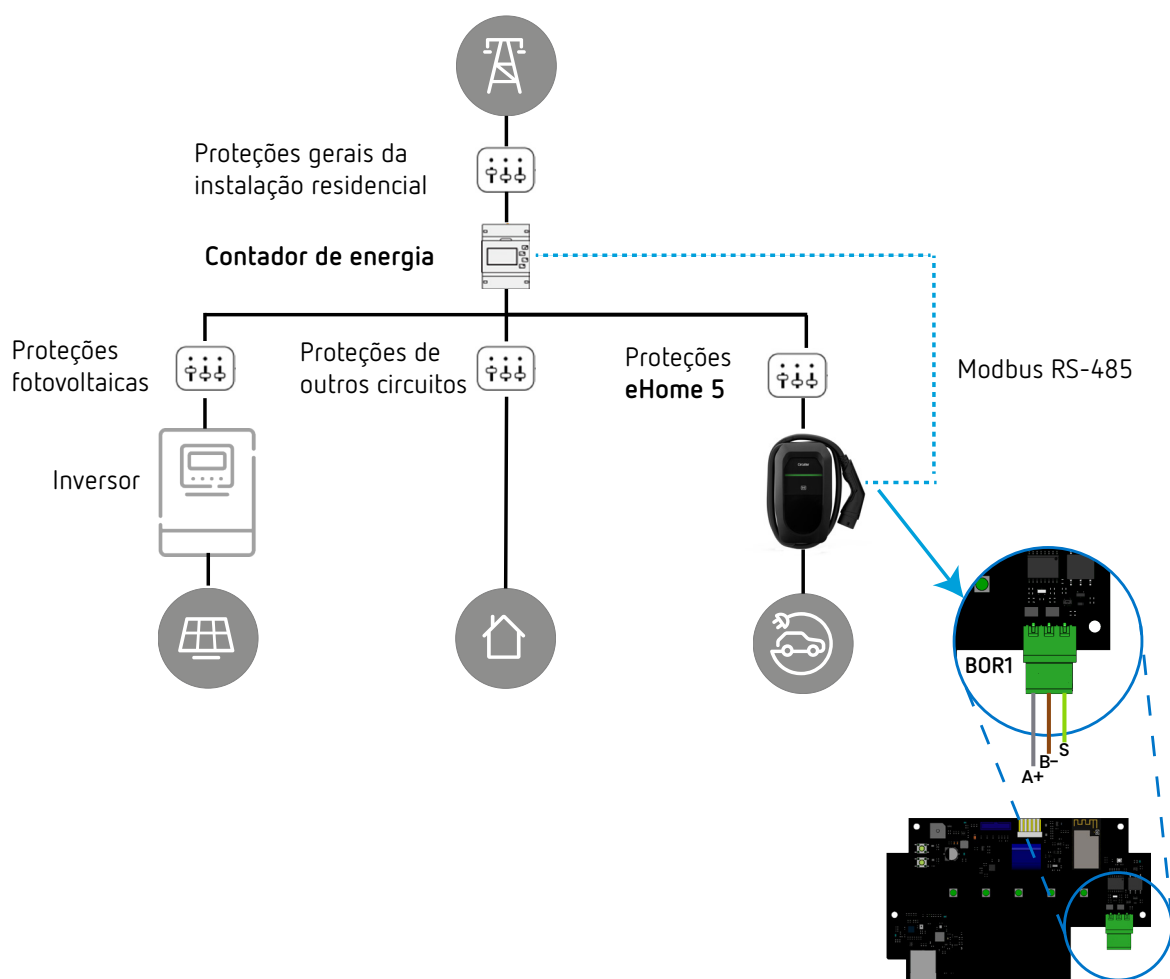 Proteções gerais da
instalação residencial
Contador de energia
Proteções
fotovoltaicas
Proteções de
outros circuitos
Proteções
eHome 5
Modbus RS-485
Inversor
BOR1
S
B-
A+